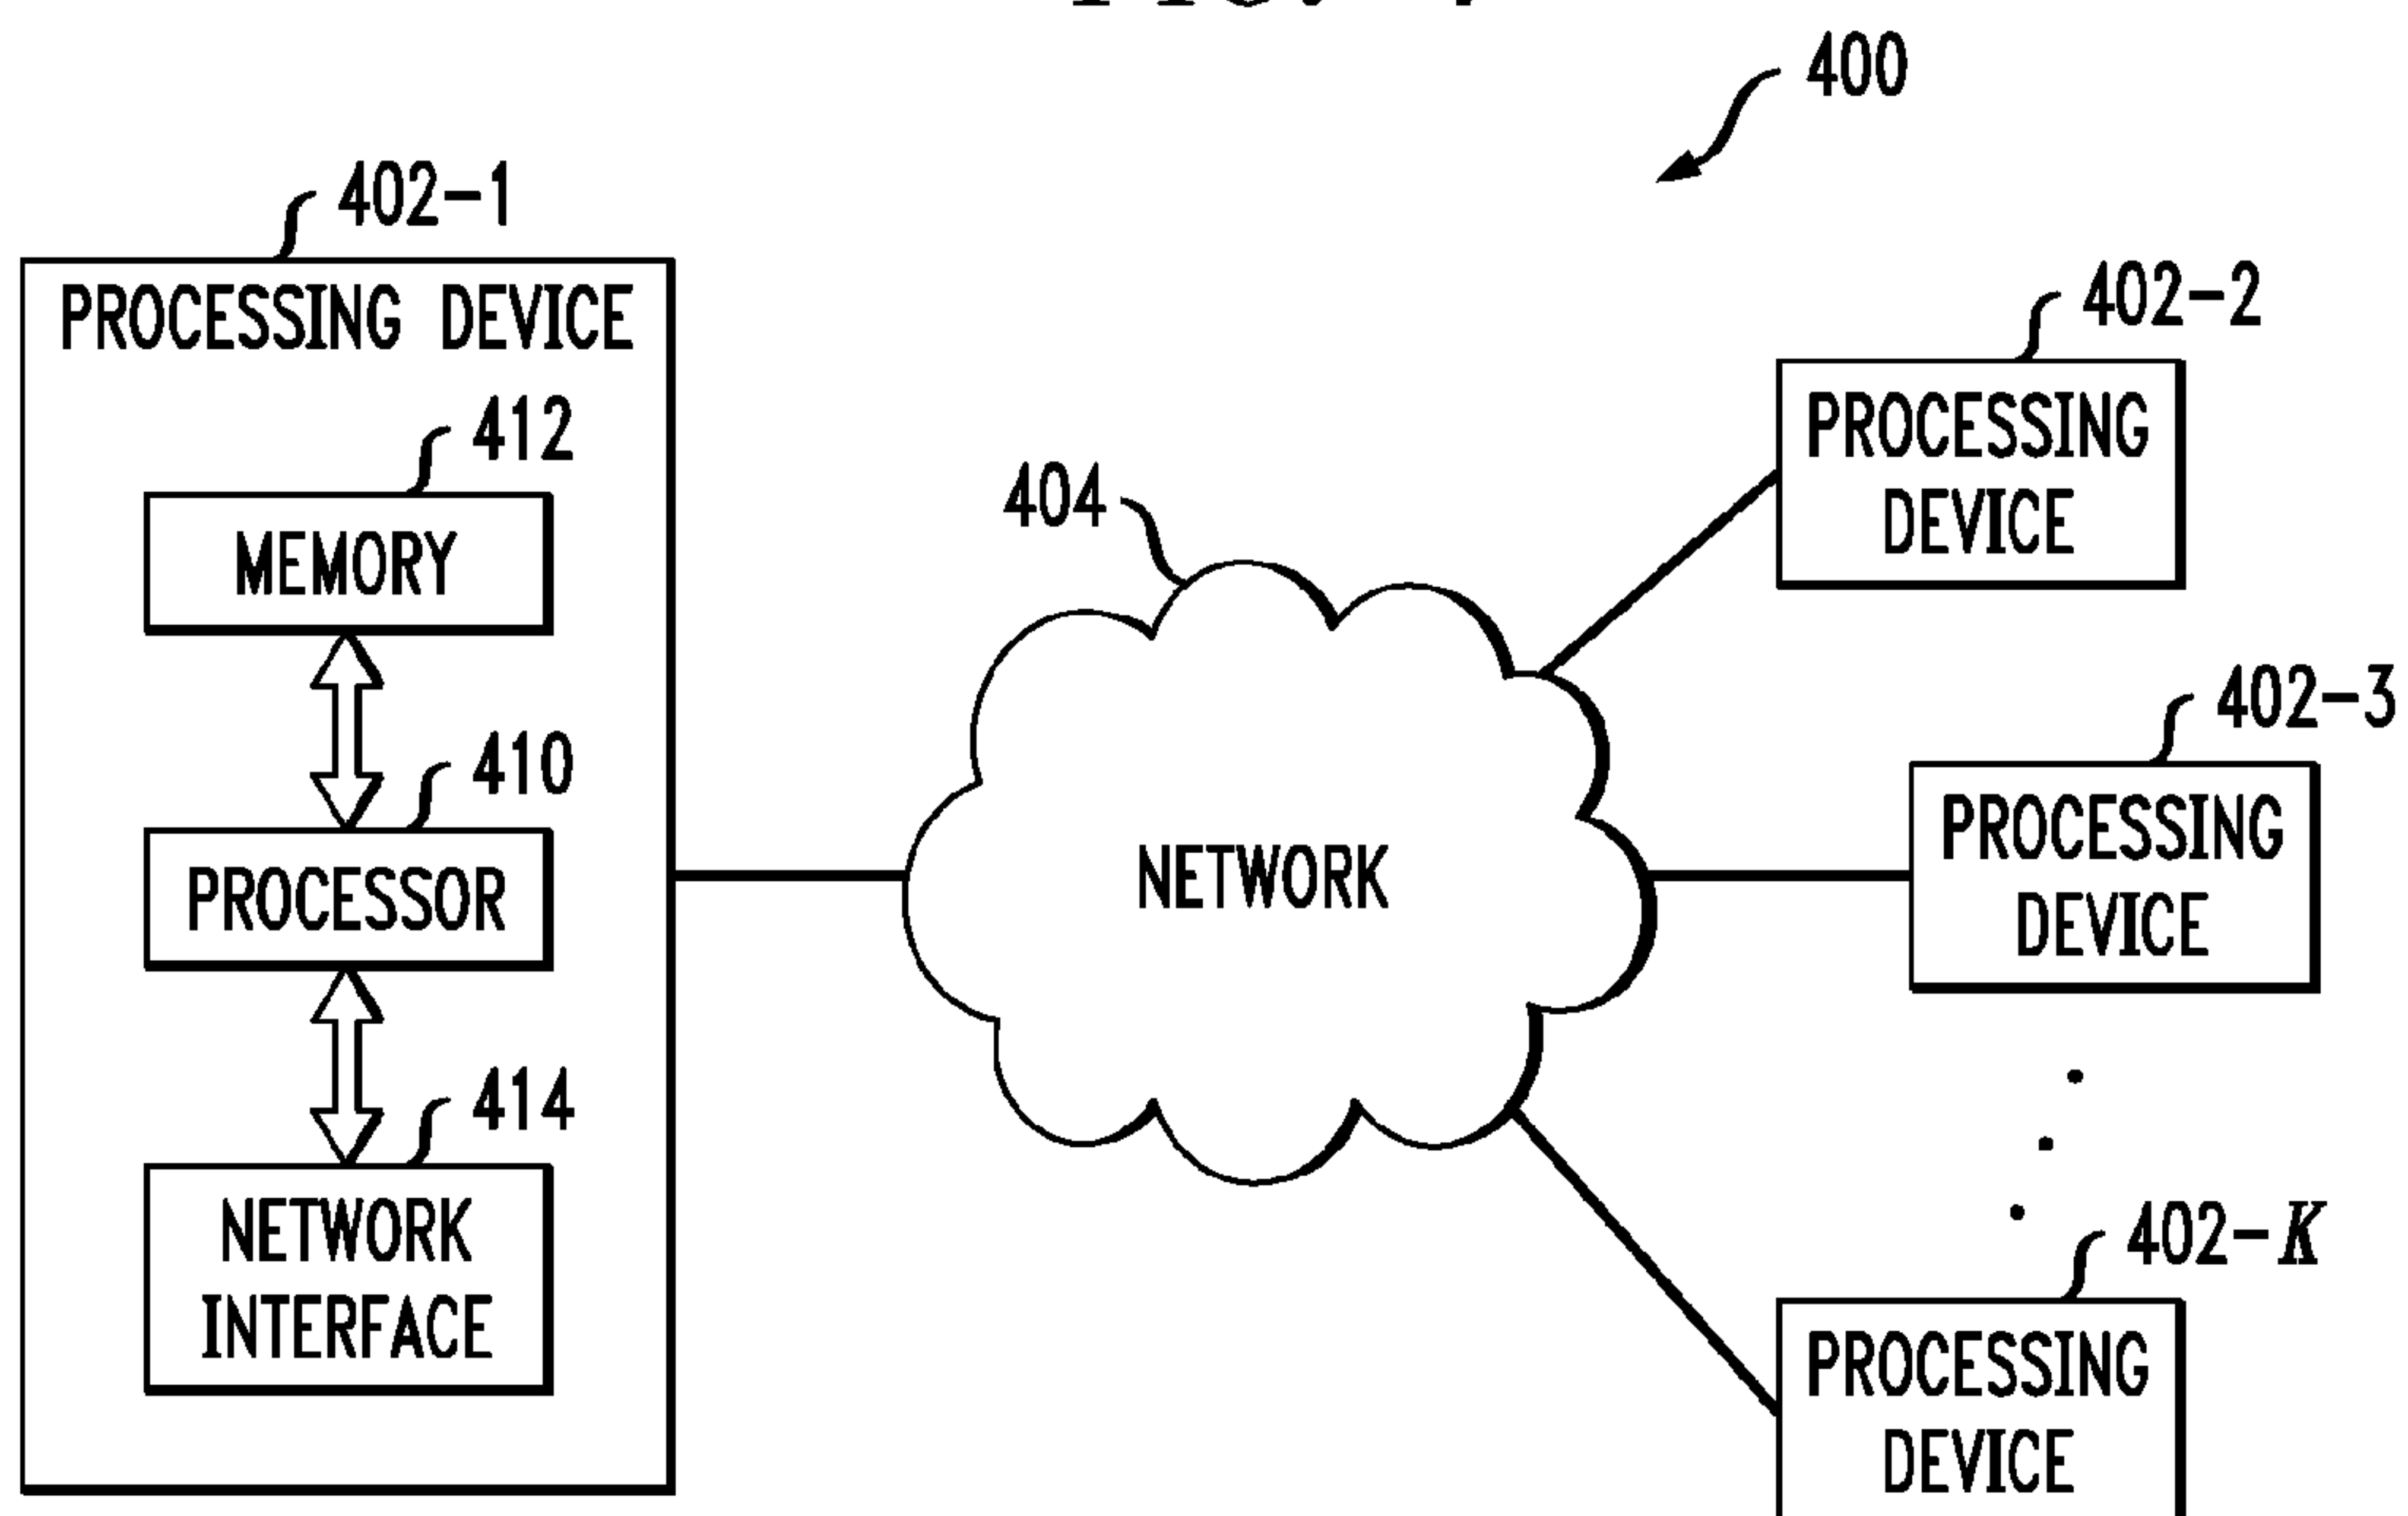 400
402-1
PROCESSING DEVICE
412
MEMORY
410
PROCESSOR
414
NETWORK
INTERFACE
404
NETWORK
402-2
PROCESSING
DEVICE
402-3
PROCESSING
DEVICE
402-K
PROCESSING
DEVICE